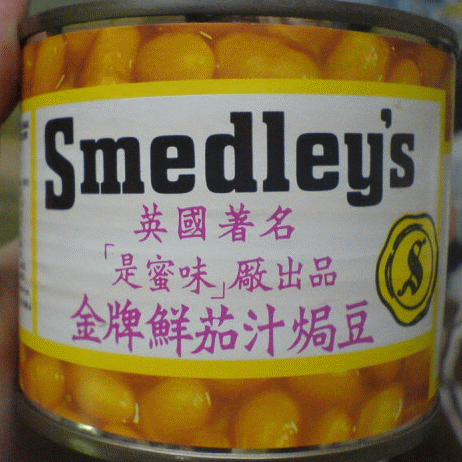 Smedley's
英國著名
「是蜜味」廠出品
金牌鮮茄汁焗豆
S